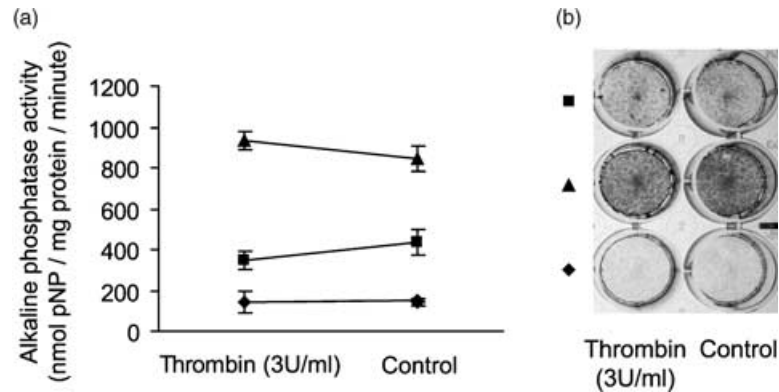 (a)
Alkaline phosphatase activity
(nmol pNP / mg protein / minute)
1200
1000
800
600
400
200
0
Thrombin (3U/ml)
Control
(b)
Thrombin Control
(3U/ml)